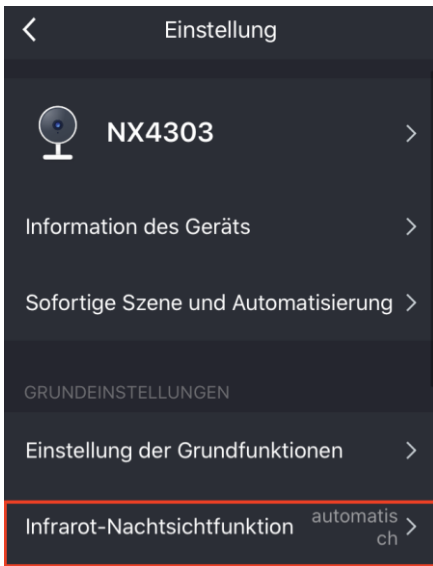 Einstellung
NX4303
Information des Geräts
Sofortige Szene und Automatisierung
GRUNDEINSTELLUNGEN
Einstellung der Grundfunktionen
Infrarot-Nachtsichtfunktion automatis
ch